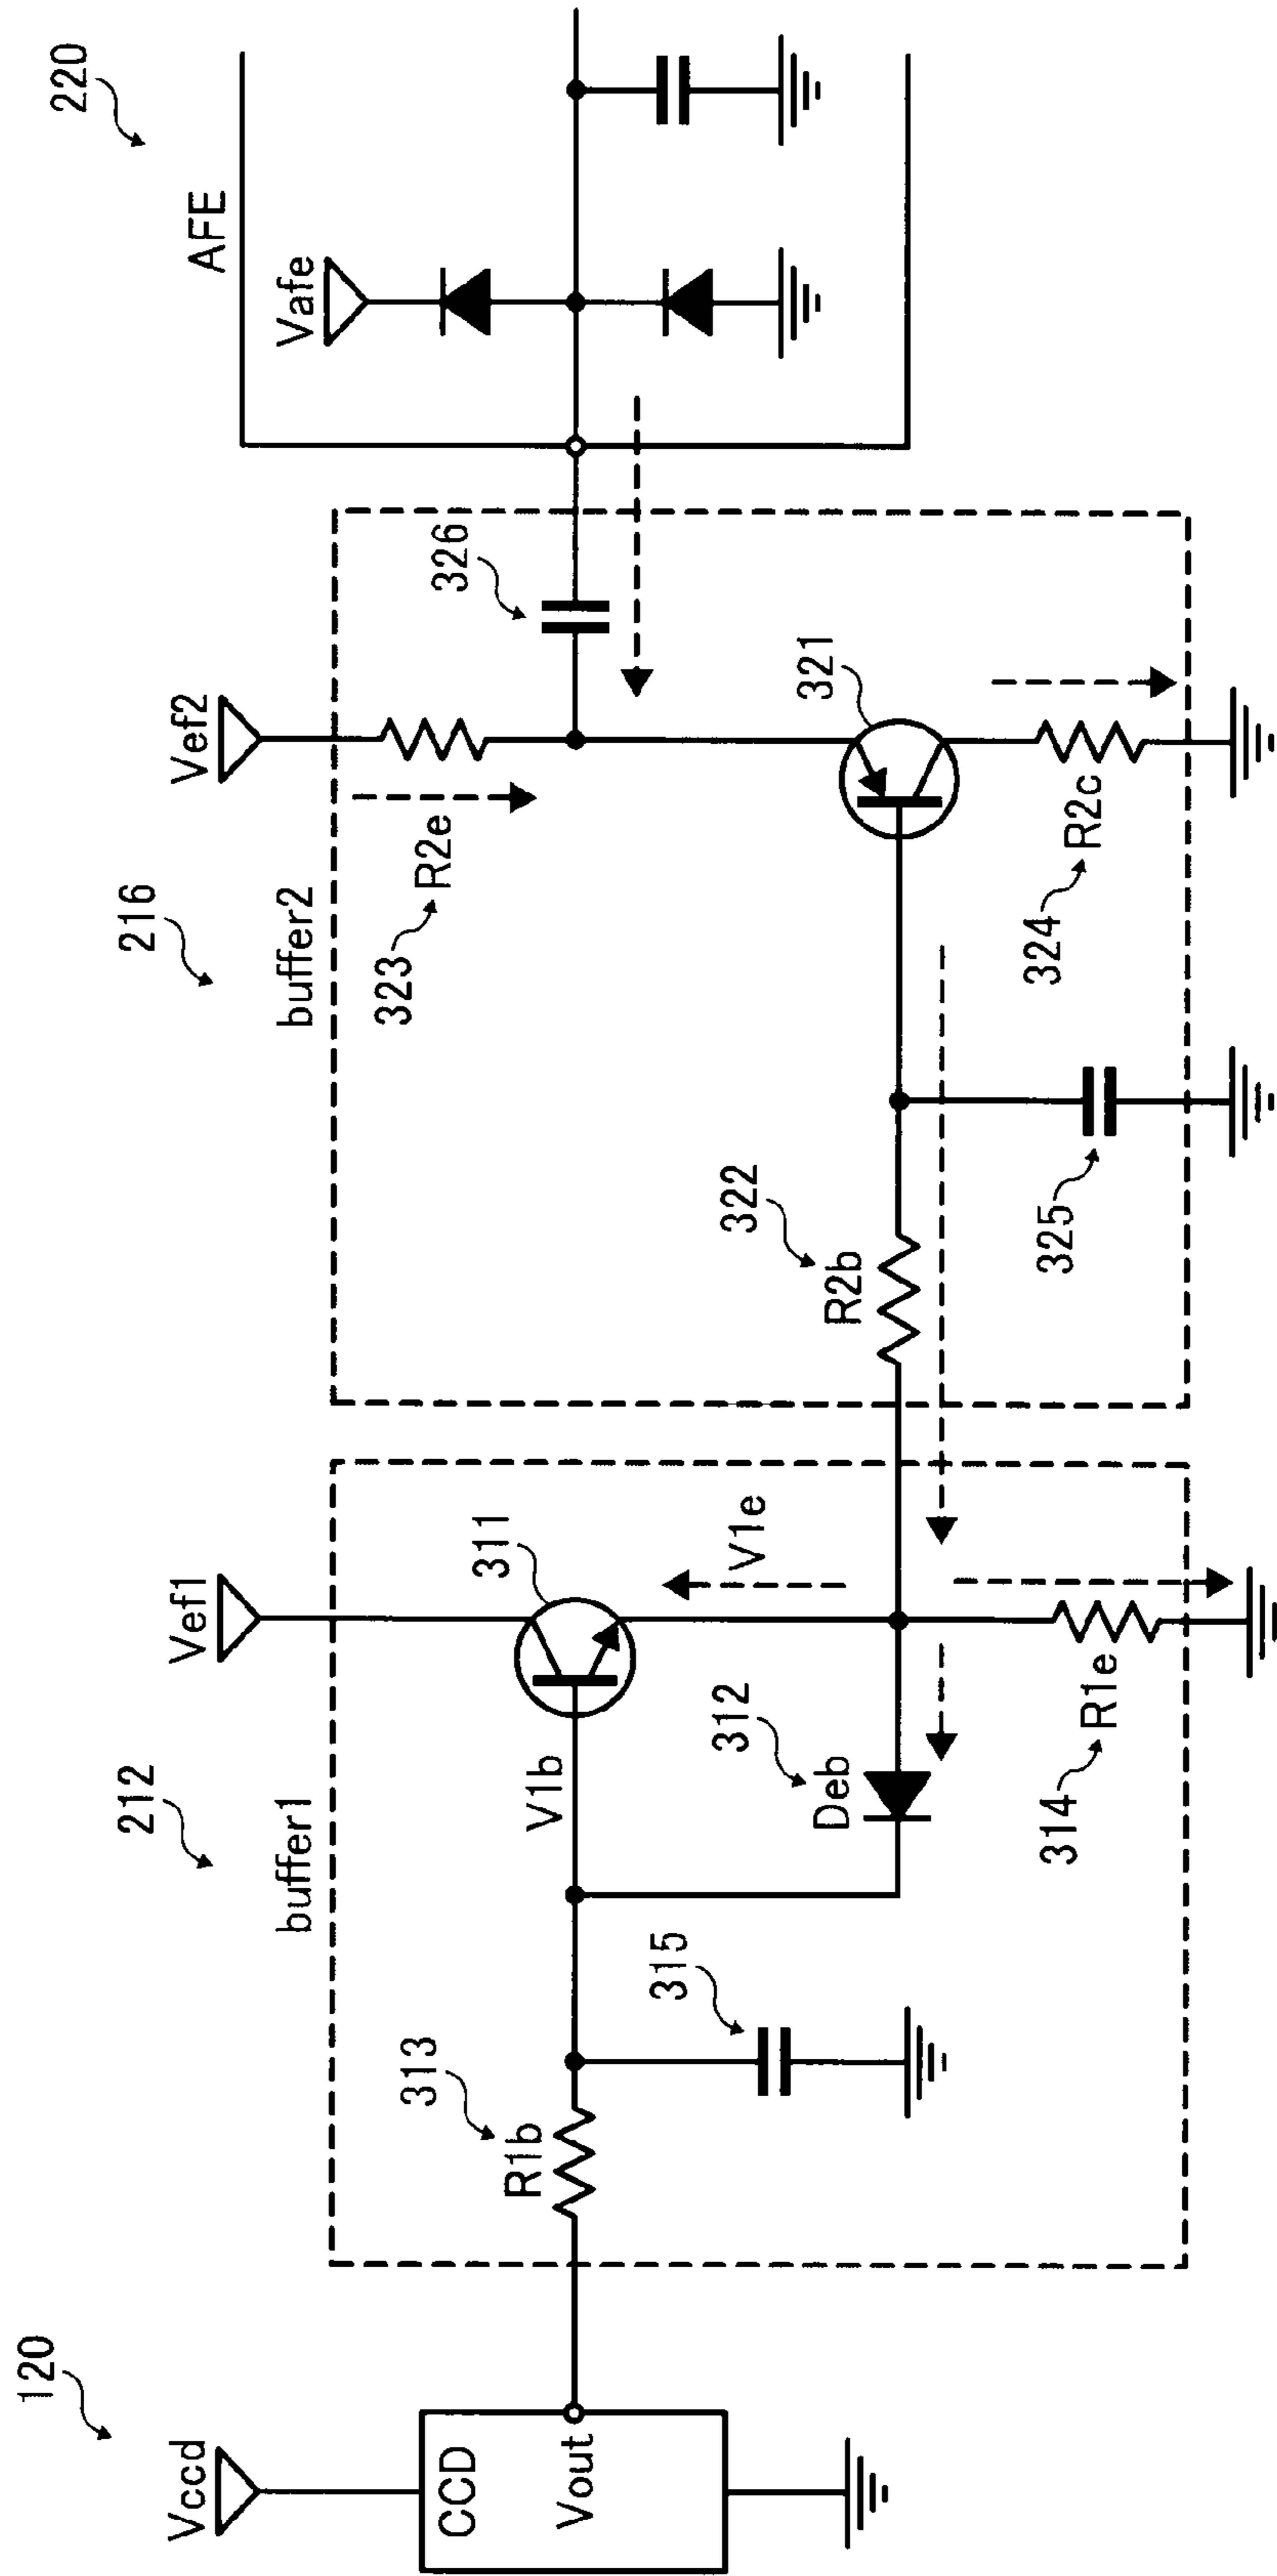 120
Vccd
CCD
Vout
212
buffer1
Vef1
311
V1b
V1e
R1b
313
315
312
Deb
314
R1e
216
buffer2
Vef2
323
R2e
326
321
322
R2b
325
324
R2c
220
AFE
Vafe